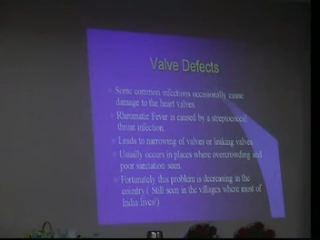 Valve Defects
Some common infections occasionally cause
damage to the heart valves
Rheumatic Fever is caused by a streptococcal
throat infection.
Leads to narrowing of valves or leaking valves
Usually occurs in places where overcrowding and
poor sanitation seen.
Fortunately this problem is decreasing in the
country ( Still seen in the villages where most of
India lives!)